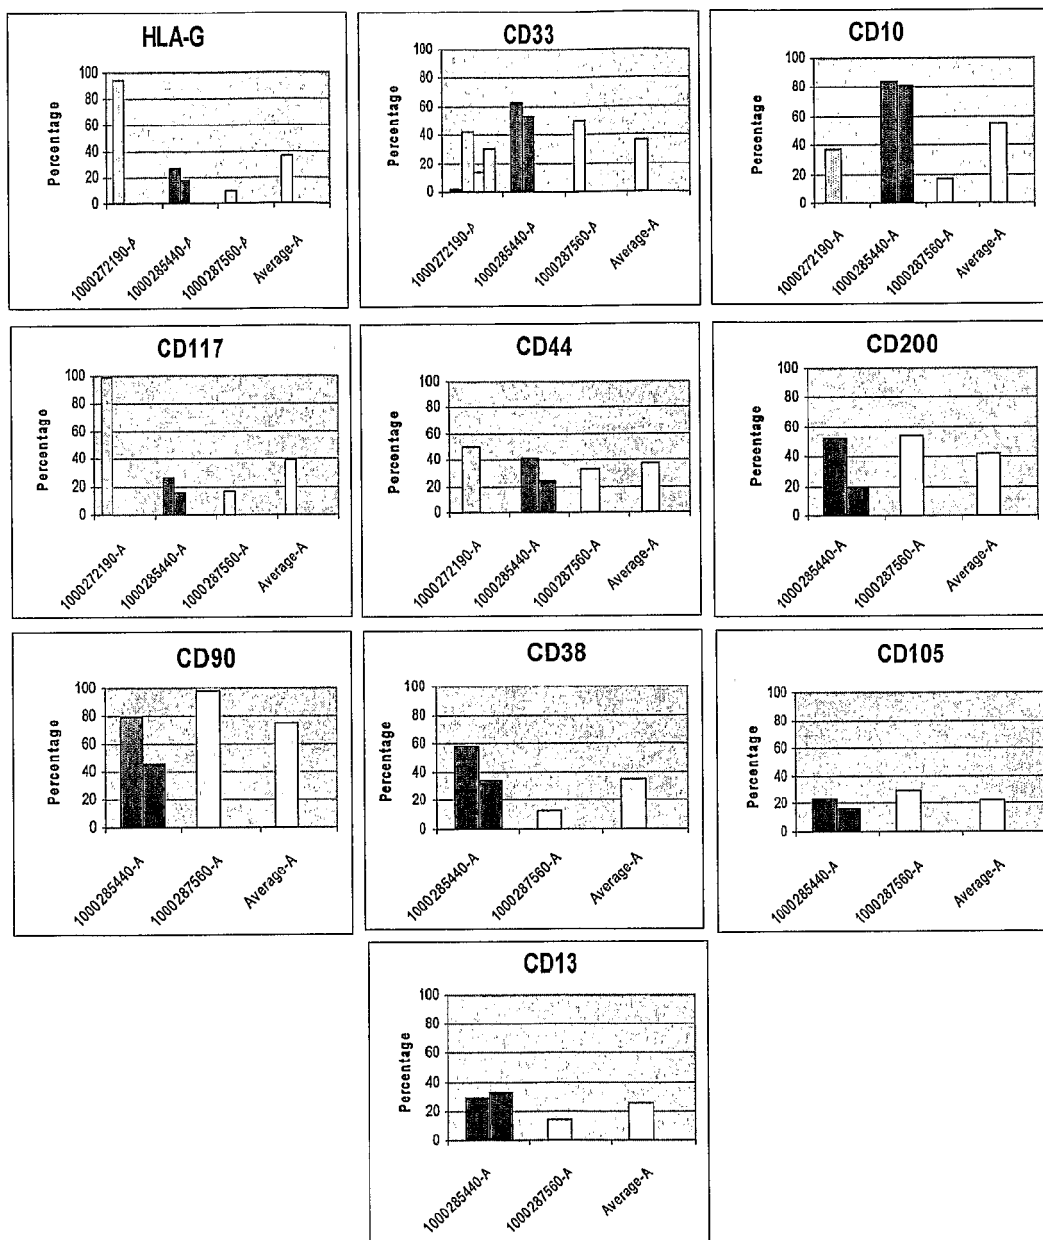 HLA-G
Percentage
100
80
60
40
20
0
1000272190-A
1000285440-A
1000287560-A
Average-A
CD33
Percentage
100
80
60
40
20
0
1000272190-A
1000285440-A
1000287560-A
Average-A
CD10
Percentage
100
80
60
40
20
0
1000272190-A
1000285440-A
1000287560-A
Average-A
CD117
Percentage
100
80
60
40
20
0
1000272190-A
1000285440-A
1000287560-A
Average-A
CD44
Percentage
100
80
60
40
20
0
1000272190-A
1000285440-A
1000287560-A
Average-A
CD200
Percentage
100
80
60
40
20
0
1000285440-A
1000287560-A
Average-A
CD90
Percentage
100
80
60
40
20
0
1000285440-A
1000287560-A
Average-A
CD38
Percentage
100
80
60
40
20
0
1000285440-A
1000287560-A
Average-A
CD105
Percentage
100
80
60
40
20
0
1000285440-A
1000287560-A
Average-A
CD13
Percentage
100
80
60
40
20
0
1000285440-A
1000287560-A
Average-A